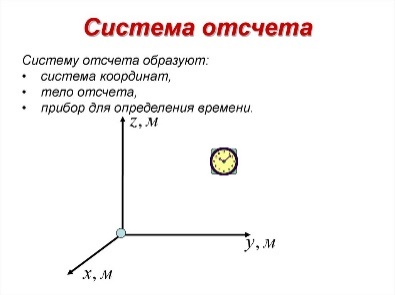 Система отсчета
Систему отсчета образуют:
• система координат,
• тело отсчета,
• прибор для определения времени.
z, м
у, м
х, м